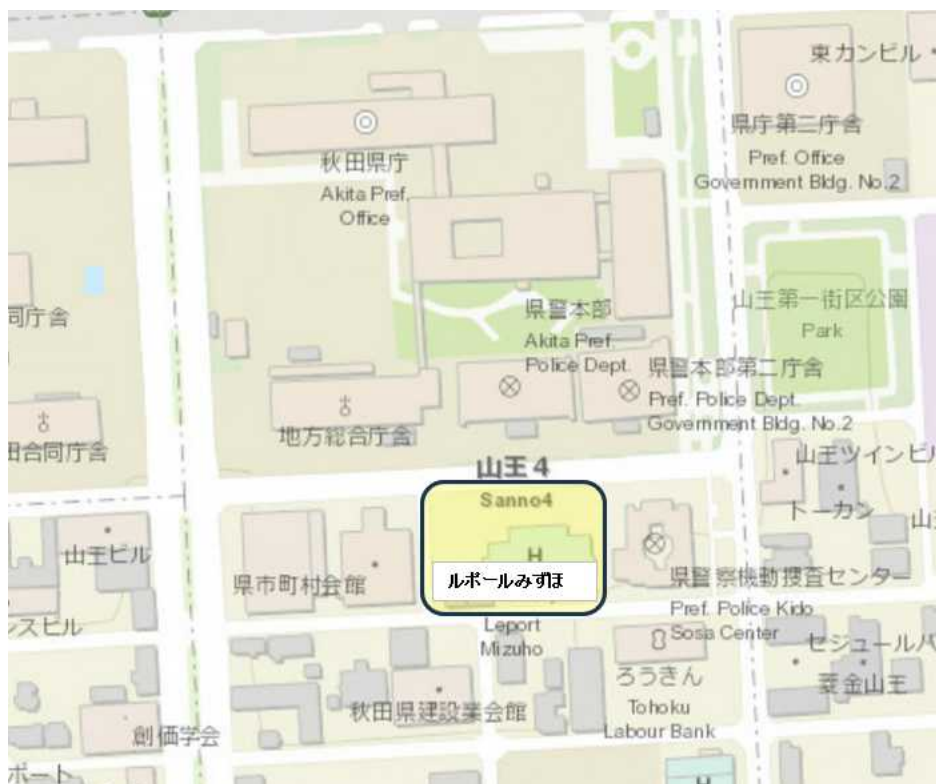 東カンビル
県庁第二庁舎
Pref. Office
Government Bldg. No.2
秋田県庁
Akita Pref.
Office
県警本部
Akita Pref.
Police Dept.
山王第一街区公園
Park
同庁舎
県警本部第二庁舎
Pref. Police Dept.
Government Bldg. No.2
地方総合庁舎
田合同庁舎
山王4
Sanno4
山王ツインビル
トーカン
山王
山王ビル
県市町村会館
H
ルポールみずほ
Leport
Mizuho
県警察機動捜査センター
Pref. Police Kido
Sosa Center
ンスビル
ろうきん
Tohoku
Labour Bank
セジュールパ
菱金山王
秋田県建設業会館
創価学会
ポート
H